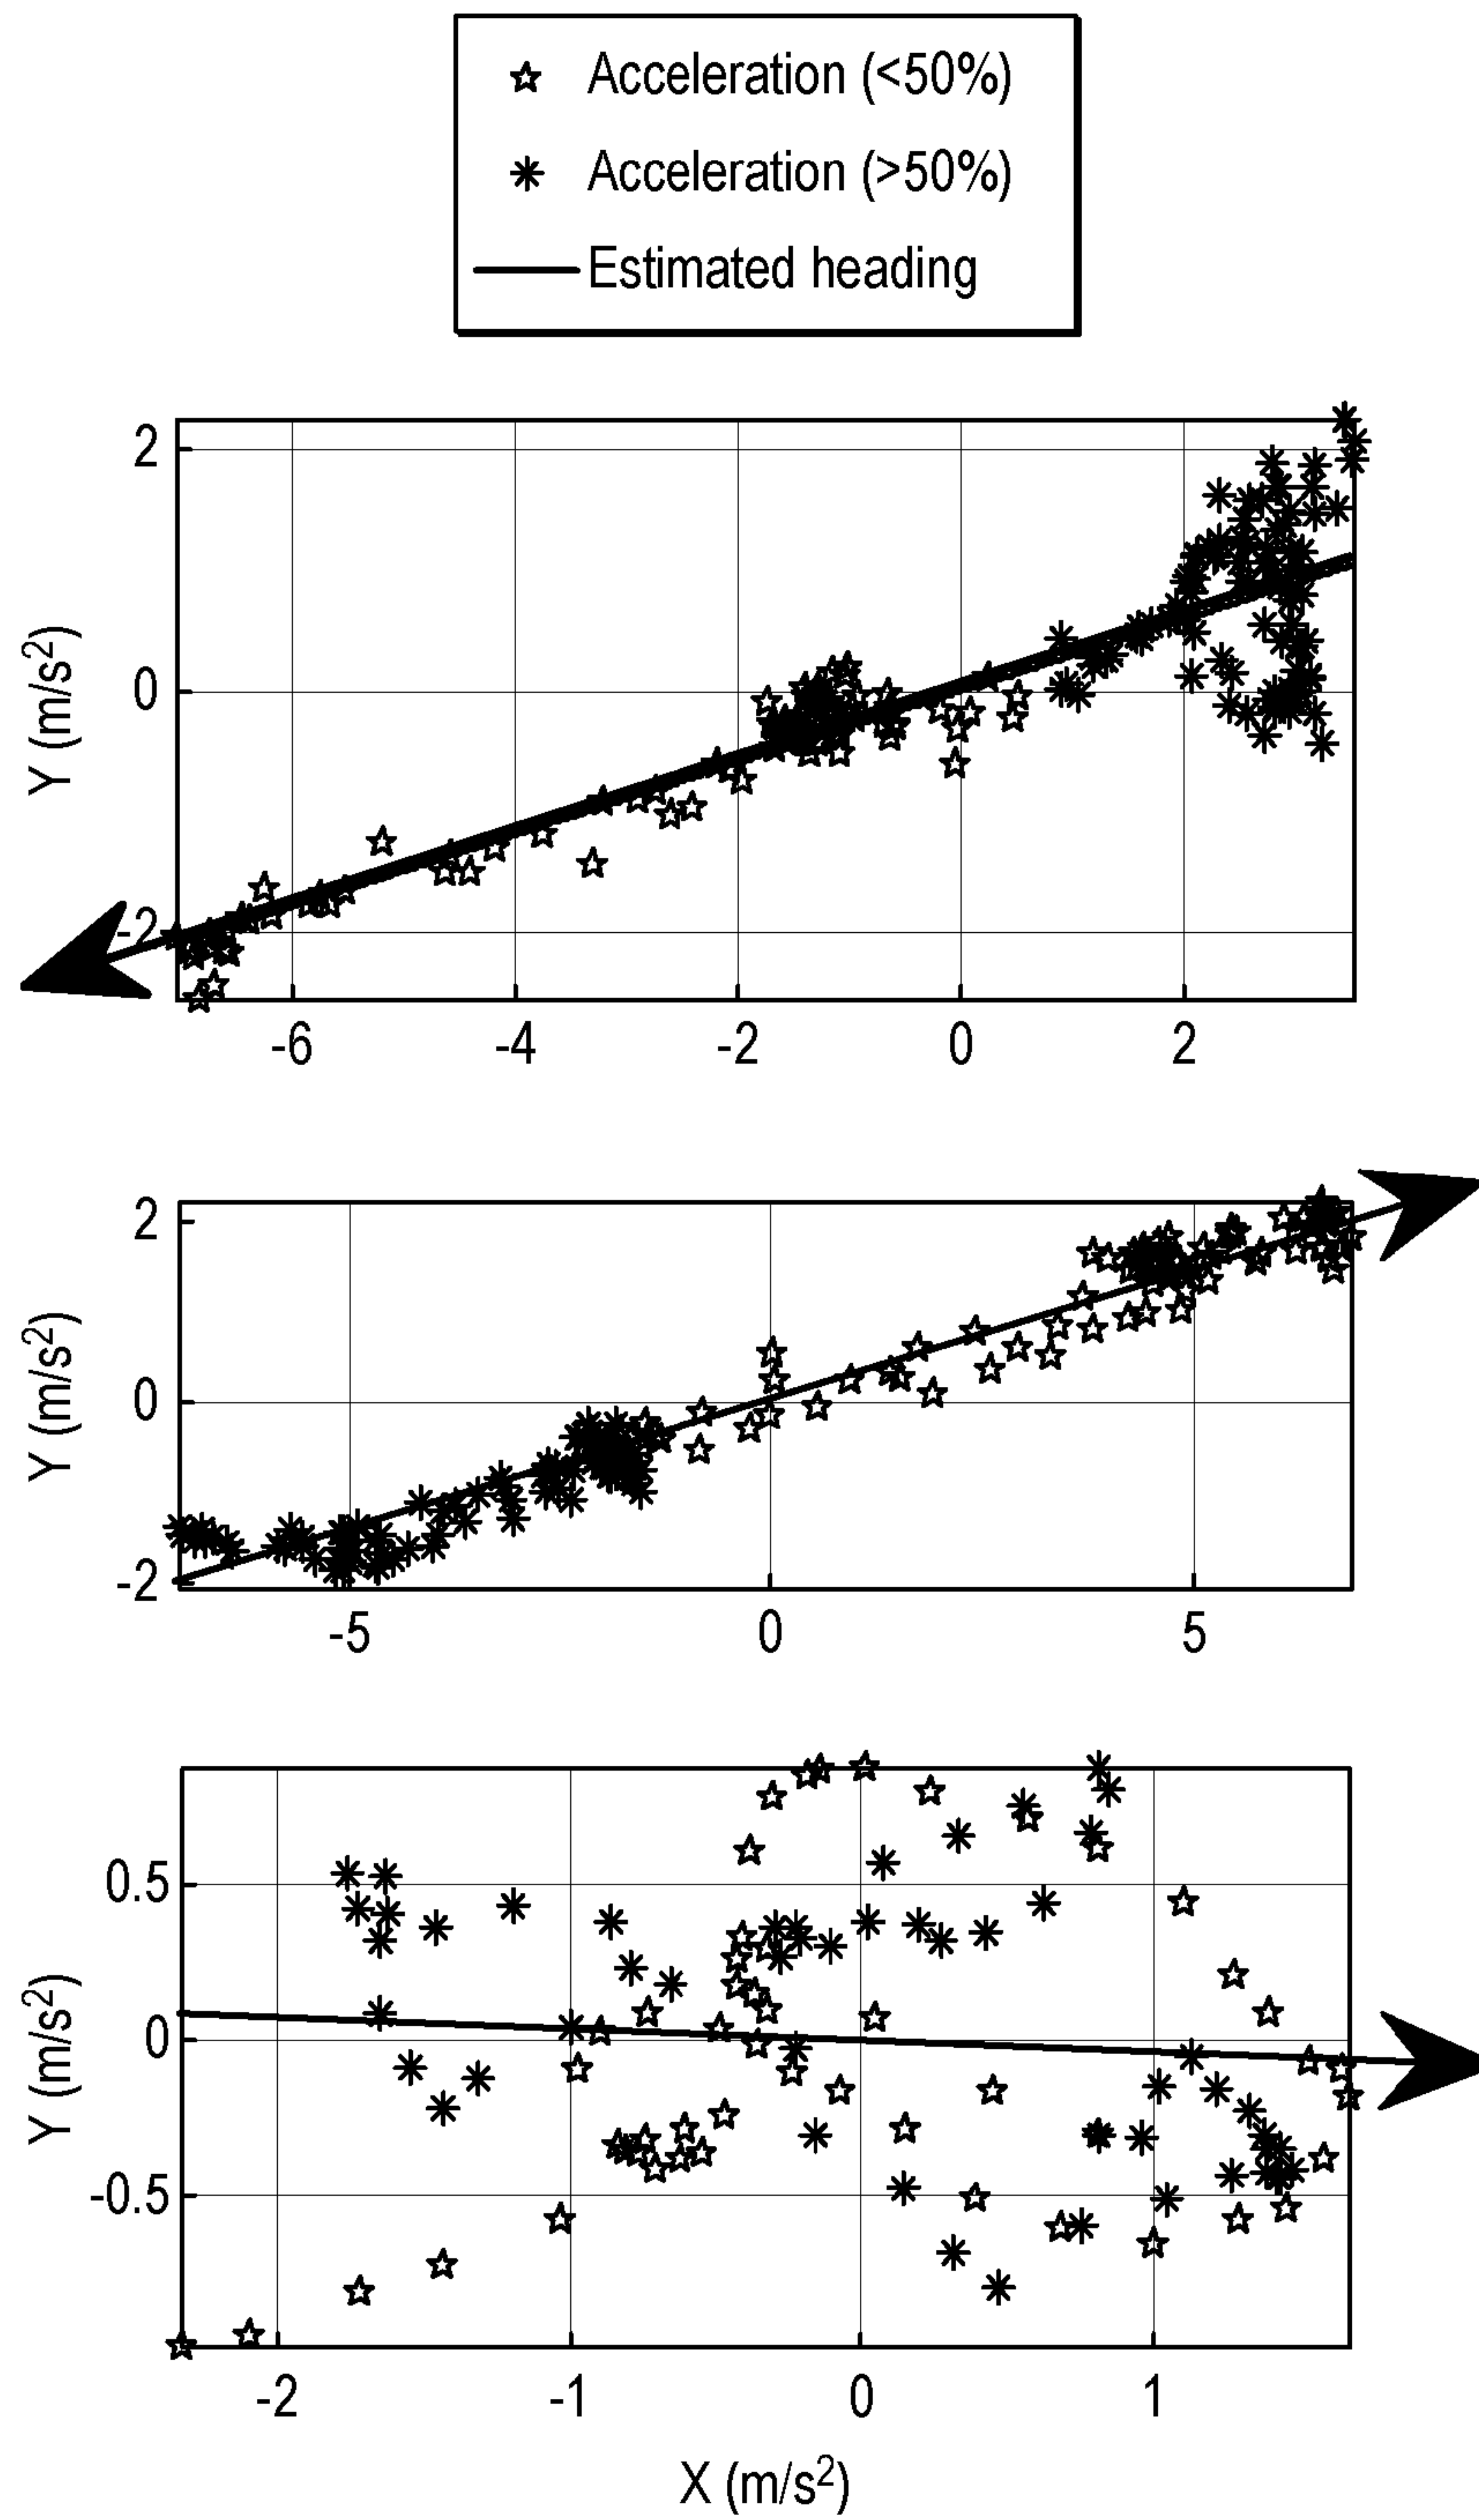 Acceleration (<50%)
Acceleration (>50%)
Estimated heading
2
0
-2
Y (m/s²)
-6 -4 -2 0 2
2
0
-2
Y (m/s²)
-5 0 5
0.5
0
-0.5
Y (m/s²)
-2 -1 0 1
X (m/s²)